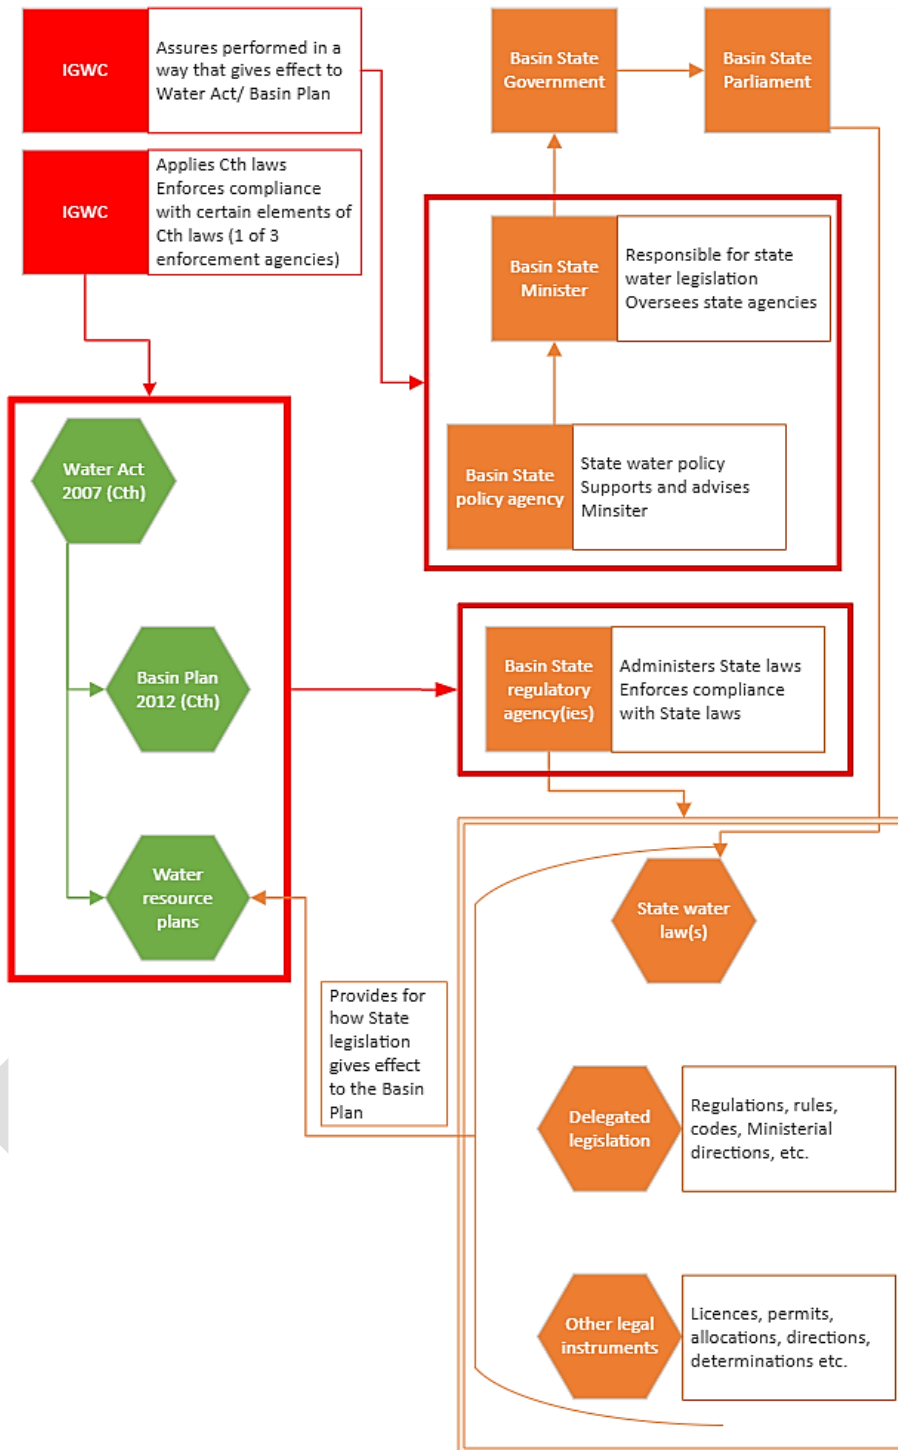 IGWC
Assures performed in a
way that gives effect to
Water Act/ Basin Plan
Basin State
Government
Basin State
Parliament
IGWC
Applies Cth laws
Enforces compliance
with certain elements of
Cth laws (1 of 3
enforcement agencies)
Basin State
Minister
Responsible for state
water legislation
Oversees state agencies
Basin State
policy agency
State water policy
Supports and advises
Minsiter
Water Act
2007 (Cth)
Basin Plan
2012 (Cth)
Basin State
regulatory
agency(ies)
Administers State laws
Enforces compliance
with State laws
Water
resource
plans
State water
law(s)
Provides for
how State
legislation
gives effect
to the Basin
Plan
Delegated
legislation
Regulations, rules,
codes, Ministerial
directions, etc.
Other legal
instruments
Licences, permits,
allocations, directions,
determinations etc.